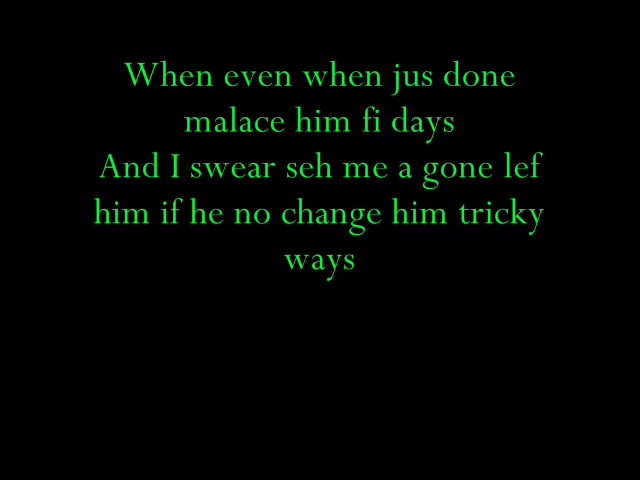 When even when jus done
malace him fi days
And I swear seh me a gone lef
him if he no change him tricky
ways